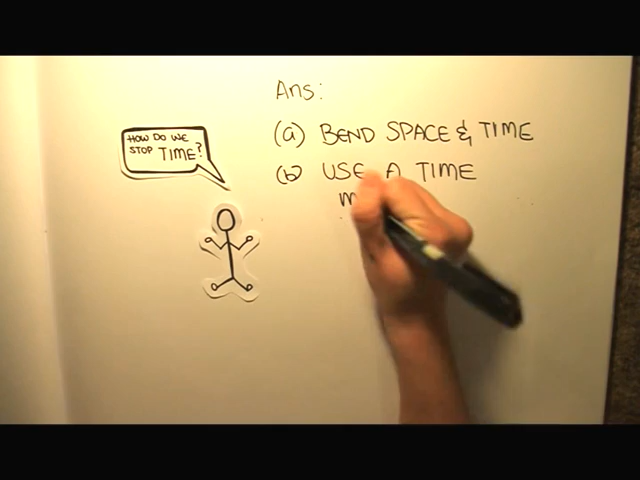 HOW DO WE
STOP TIME?
Ans:
(a) BEND SPACE & TIME
(b) USE A TIME
M